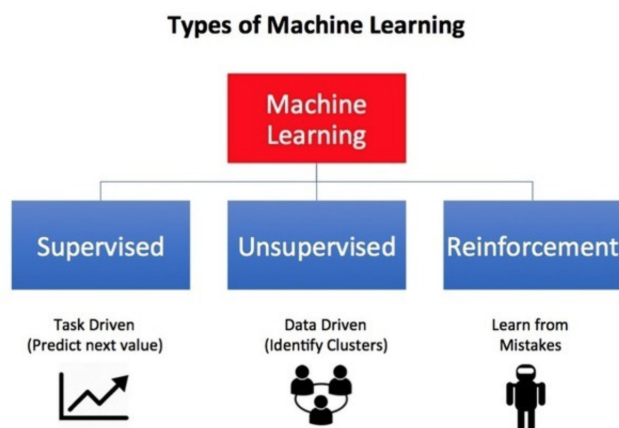 Types of Machine Learning
Machine
Learning
Supervised
Unsupervised
Reinforcement
Task Driven
(Predict next value)
Data Driven
(Identify Clusters)
Learn from
Mistakes